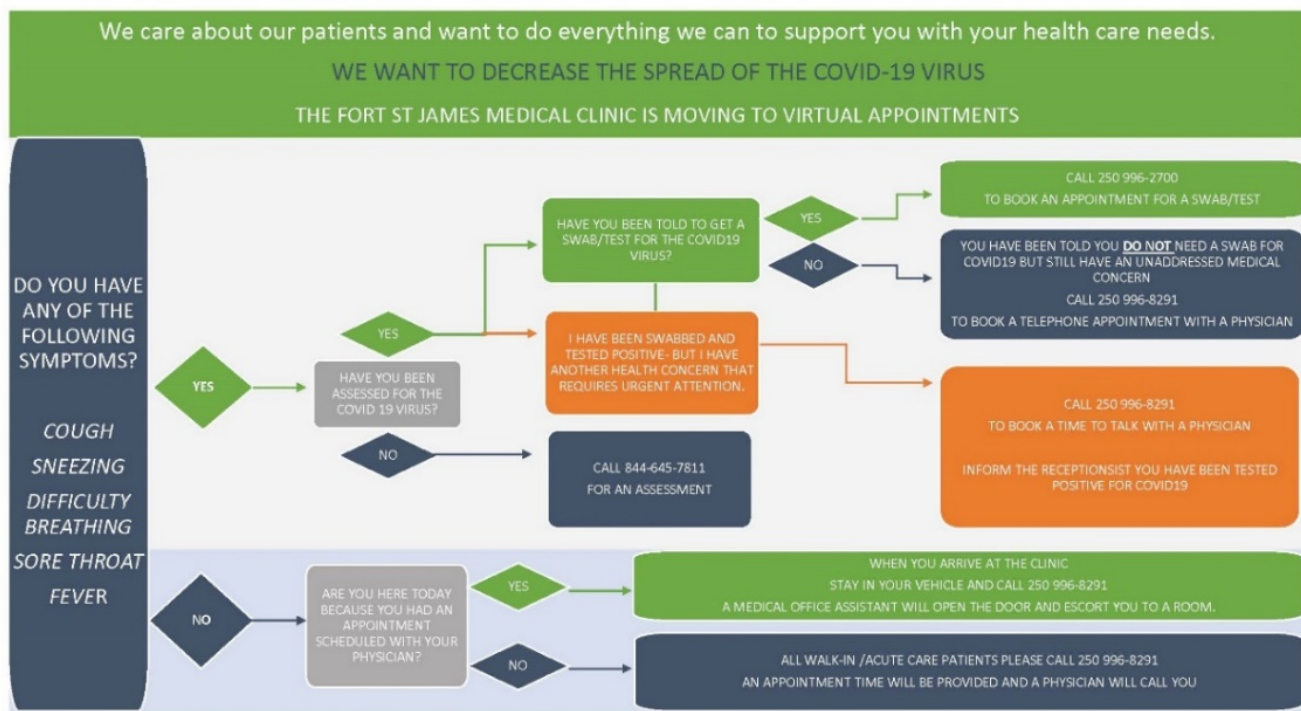 We care about our patients and want to do everything we can to support you with your health care needs.
WE WANT TO DECREASE THE SPREAD OF THE COVID-19 VIRUS
THE FORT ST JAMES MEDICAL CLINIC IS MOVING TO VIRTUAL APPOINTMENTS
DO YOU HAVE
ANY OF THE
FOLLOWING
SYMPTOMS?
COUGH
SNEEZING
DIFFICULTY
BREATHING
SORE THROAT
FEVER
YES
HAVE YOU BEEN
ASSESSED FOR THE
COVID 19 VIRUS?
YES
HAVE YOU BEEN TOLD TO GET A
SWAB/TEST FOR THE COVID19
VIRUS?
YES
CALL 250 996-2700
TO BOOK AN APPOINTMENT FOR A SWAB/TEST
NO
YOU HAVE BEEN TOLD YOU DO NOT NEED A SWAB FOR
COVID19 BUT STILL HAVE AN UNADDRESSED MEDICAL
CONCERN
CALL 250 996-8291
TO BOOK A TELEPHONE APPOINTMENT WITH A PHYSICIAN
I HAVE BEEN SWABBED AND
TESTED POSITIVE- BUT I HAVE
ANOTHER HEALTH CONCERN THAT
REQUIRES URGENT ATTENTION.
CALL 250 996-8291
TO BOOK A TIME TO TALK WITH A PHYSICIAN
INFORM THE RECEPTIONSIST YOU HAVE BEEN TESTED
POSITIVE FOR COVID19
NO
CALL 844-645-7811
FOR AN ASSESSMENT
NO
ARE YOU HERE TODAY
BECAUSE YOU HAD AN
APPOINTMENT
SCHEDULED WITH YOUR
PHYSICIAN?
YES
WHEN YOU ARRIVE AT THE CLINIC
STAY IN YOUR VEHICLE AND CALL 250 996-8291
A MEDICAL OFFICE ASSISTANT WILL OPEN THE DOOR AND ESCORT YOU TO A ROOM.
NO
ALL WALK-IN /ACUTE CARE PATIENTS PLEASE CALL 250 996-8291
AN APPOINTMENT TIME WILL BE PROVIDED AND A PHYSICIAN WILL CALL YOU